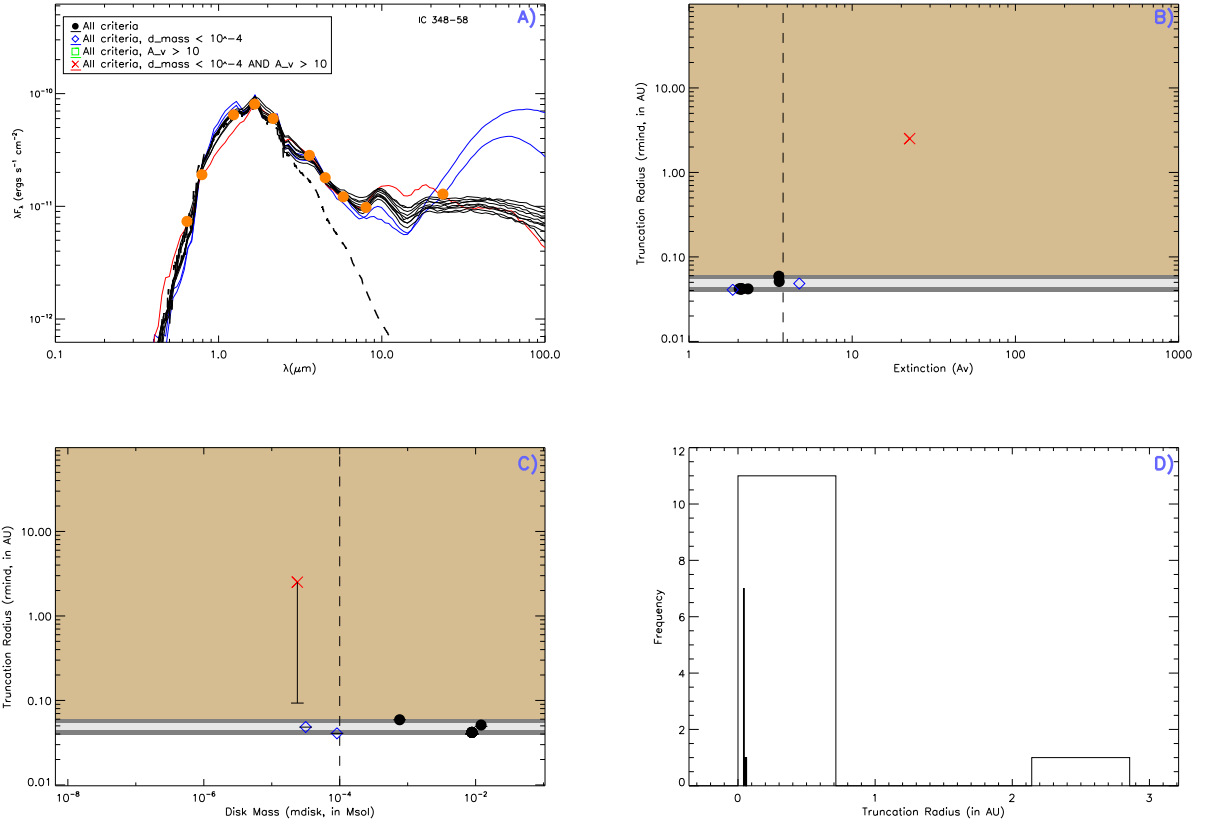 A)
IC 348-58
All criteria
All criteria, d_mass < 10^-4
All criteria, A_v > 10
All criteria, d_mass < 10^-4 AND A_v > 10
10⁻¹⁰
10⁻¹¹
10⁻¹²
λFλ (ergs s⁻¹ cm⁻²)
0.1 1.0 10.0 100.0
λ(μm)
B)
10.00
1.00
0.10
0.01
Truncation Radius (rmind, in AU)
1 10 100 1000
Extinction (Av)
C)
10.00
1.00
0.10
0.01
Truncation Radius (rmind, in AU)
10⁻⁸ 10⁻⁶ 10⁻⁴ 10⁻²
Disk Mass (mdisk, in Msol)
D)
12
10
8
6
4
2
0
Frequency
0 1 2 3
Truncation Radius (in AU)